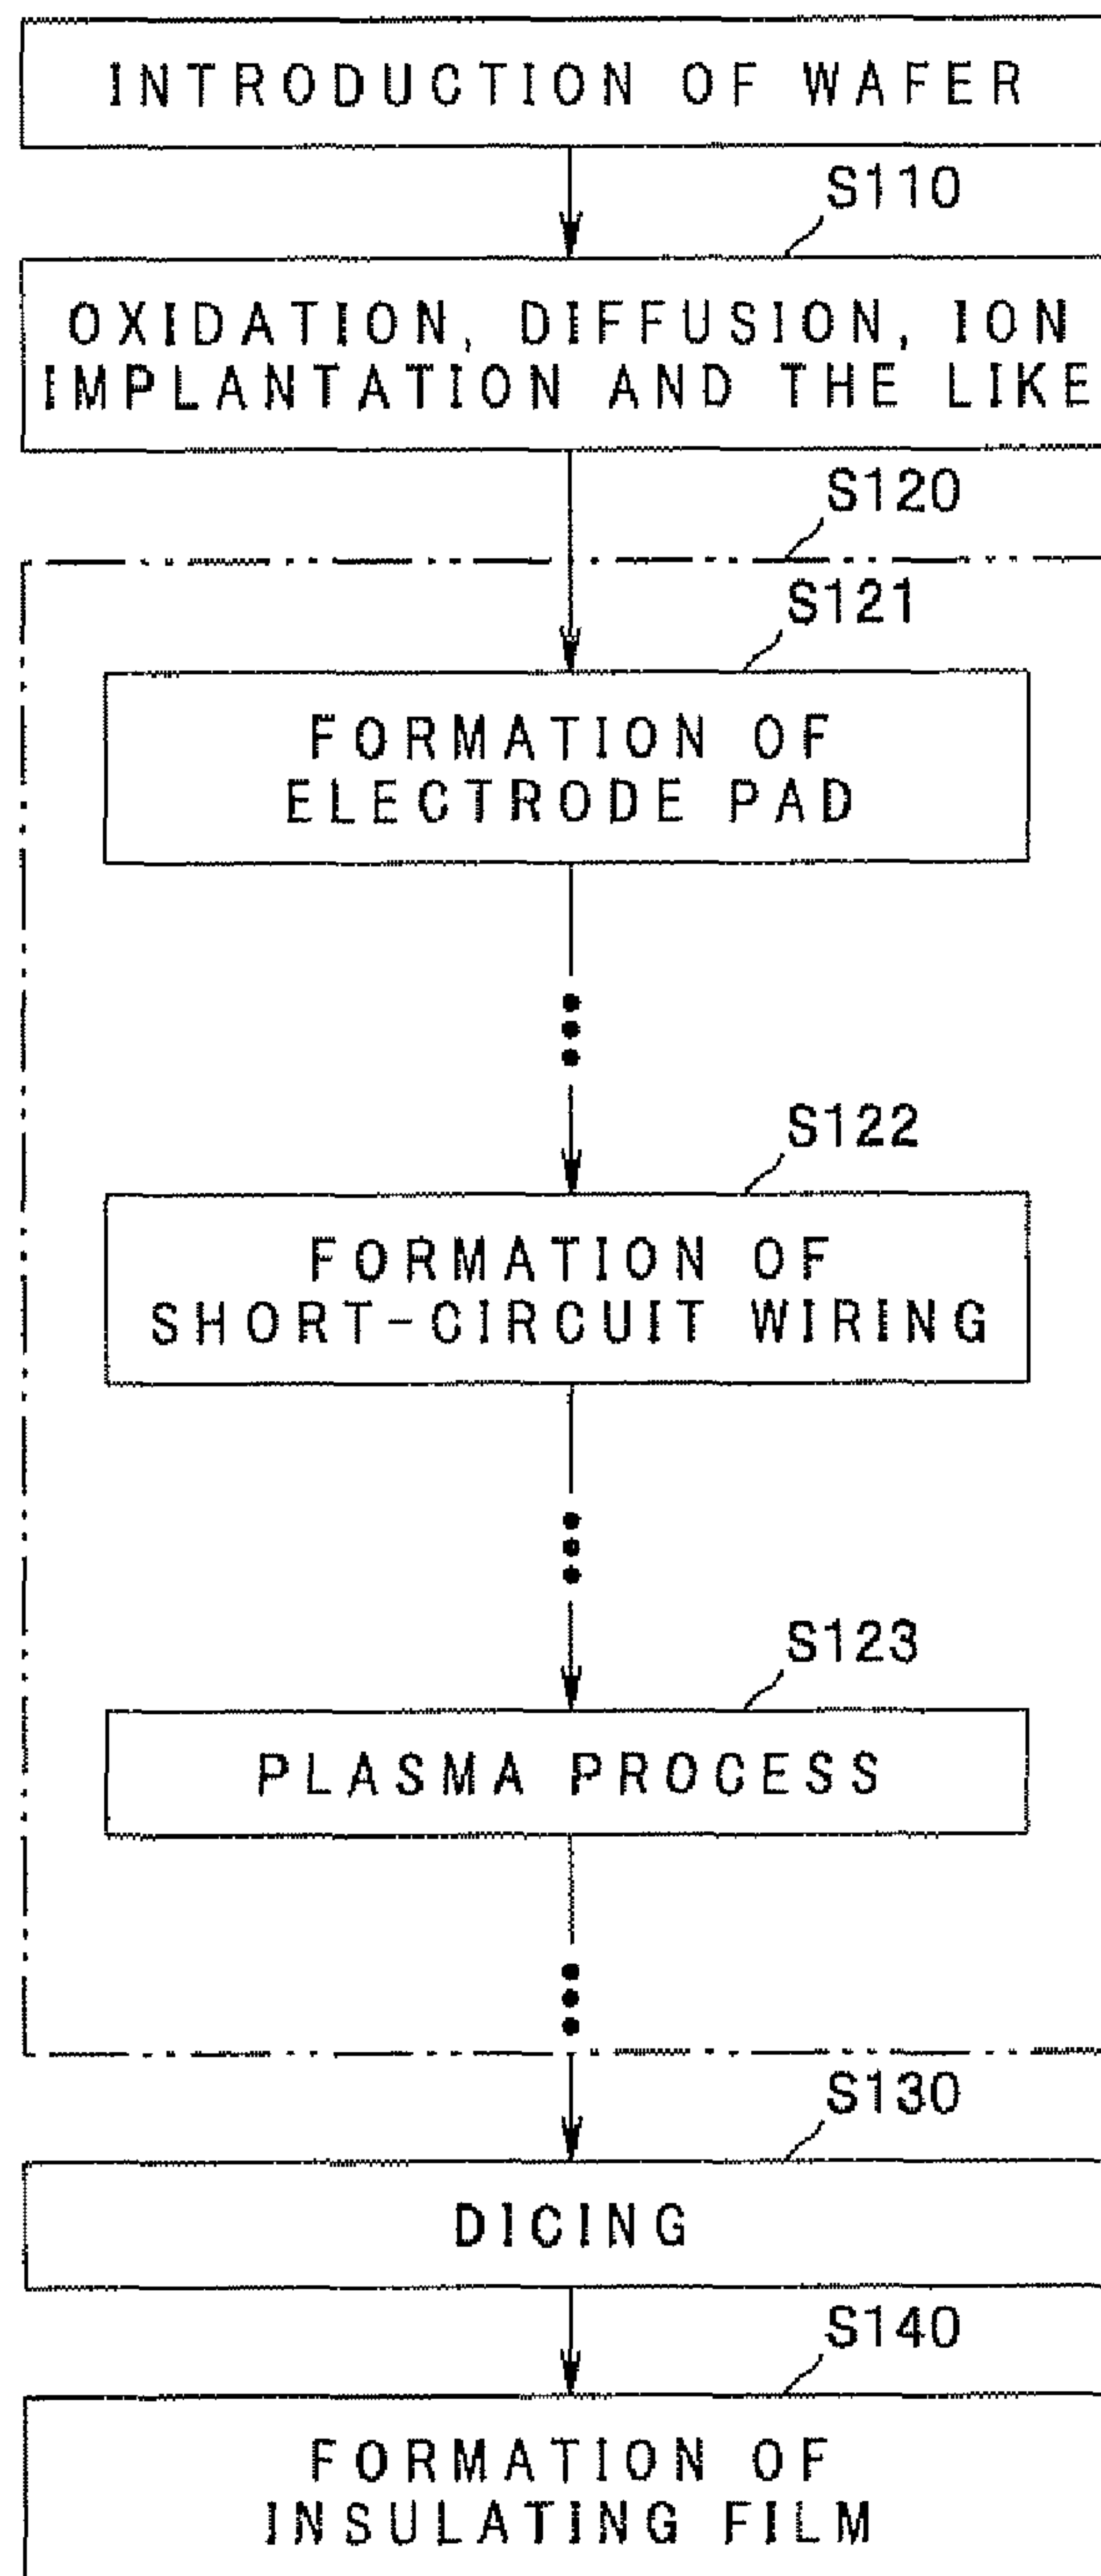 INTRODUCTION OF WAFER
S110
OXIDATION, DIFFUSION, ION
IMPLANTATION AND THE LIKE
S120
S121
FORMATION OF
ELECTRODE PAD
S122
FORMATION OF
SHORT-CIRCUIT WIRING
S123
PLASMA PROCESS
S130
DICING
S140
FORMATION OF
INSULATING FILM